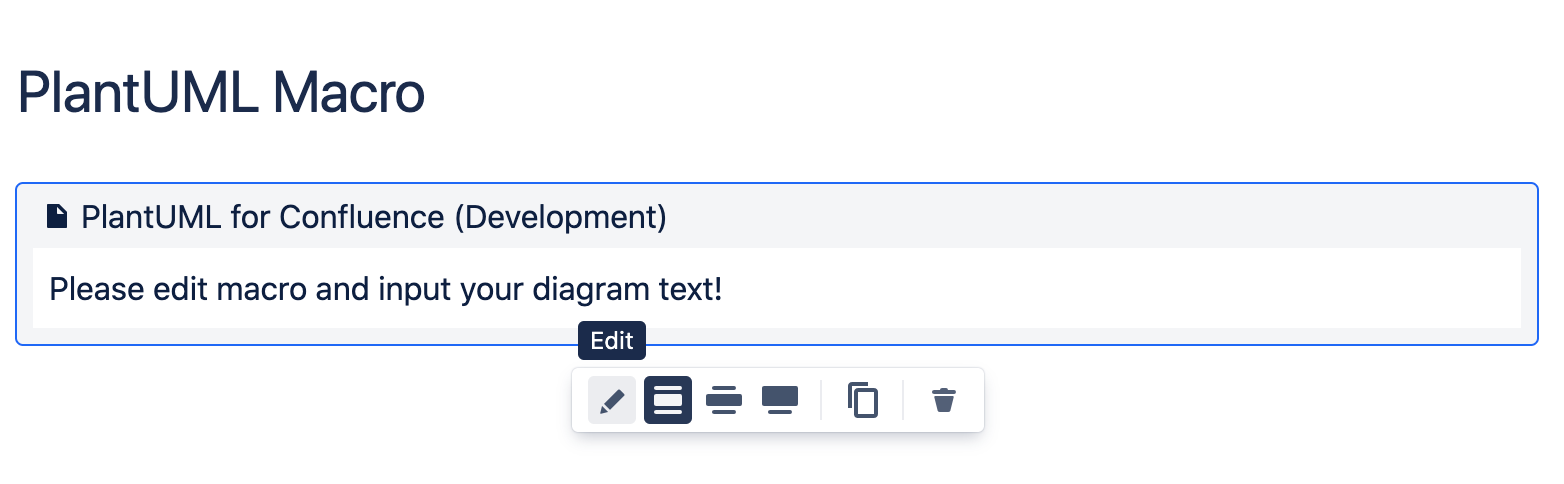 PlantUML Macro
PlantUML for Confluence (Development)
Please edit macro and input your diagram text!
Edit